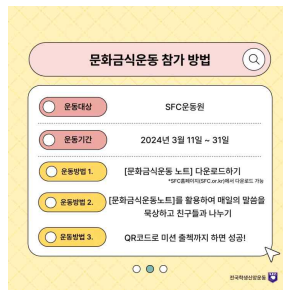 문화금식운동 참가 방법
운동대상 SFC운동원
운동기간 2024년 3월 11일 ~ 31일
운동방법 1. [문화금식운동 노트] 다운로드하기
*SFC홈페이지(SFC.or.kr)에서 다운로드 가능
운동방법 2. [문화금식운동노트]를 활용하여 매일의 말씀을
묵상하고 친구들과 나누기
운동방법 3. QR코드로 미션 출첵까지 하면 성공!
전국학생신앙운동